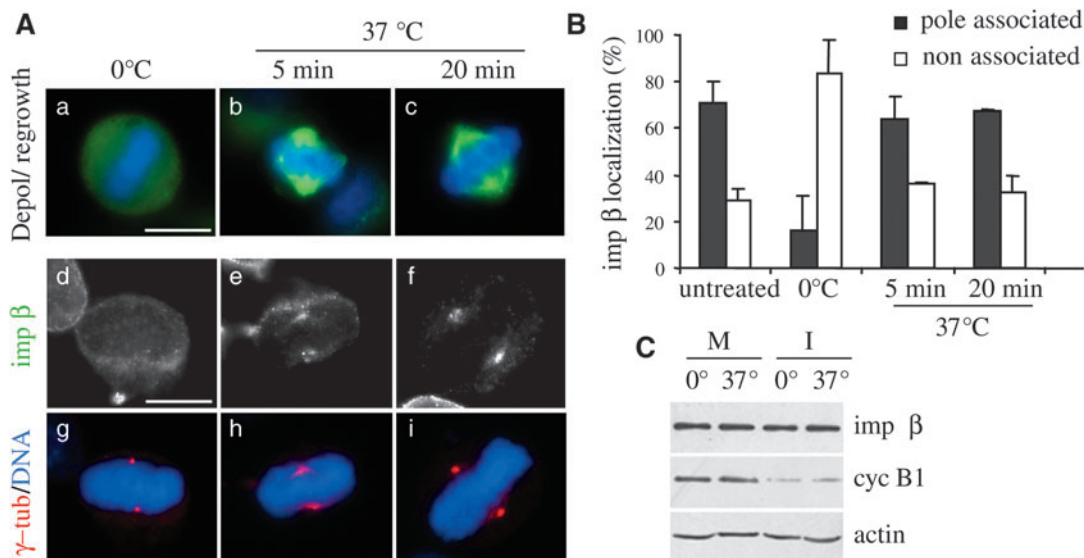 A
37 °C
0°C
5 min
20 min
Depol/ regrowth
a
b
c
imp β
d
e
f
γ-tub/DNA
g
h
i
B
pole associated
non associated
imp β localization (%)
100
80
60
40
20
0
untreated
0°C
5 min
20 min
37°C
C
M
I
0°
37°
0°
37°
imp β
cyc B1
actin